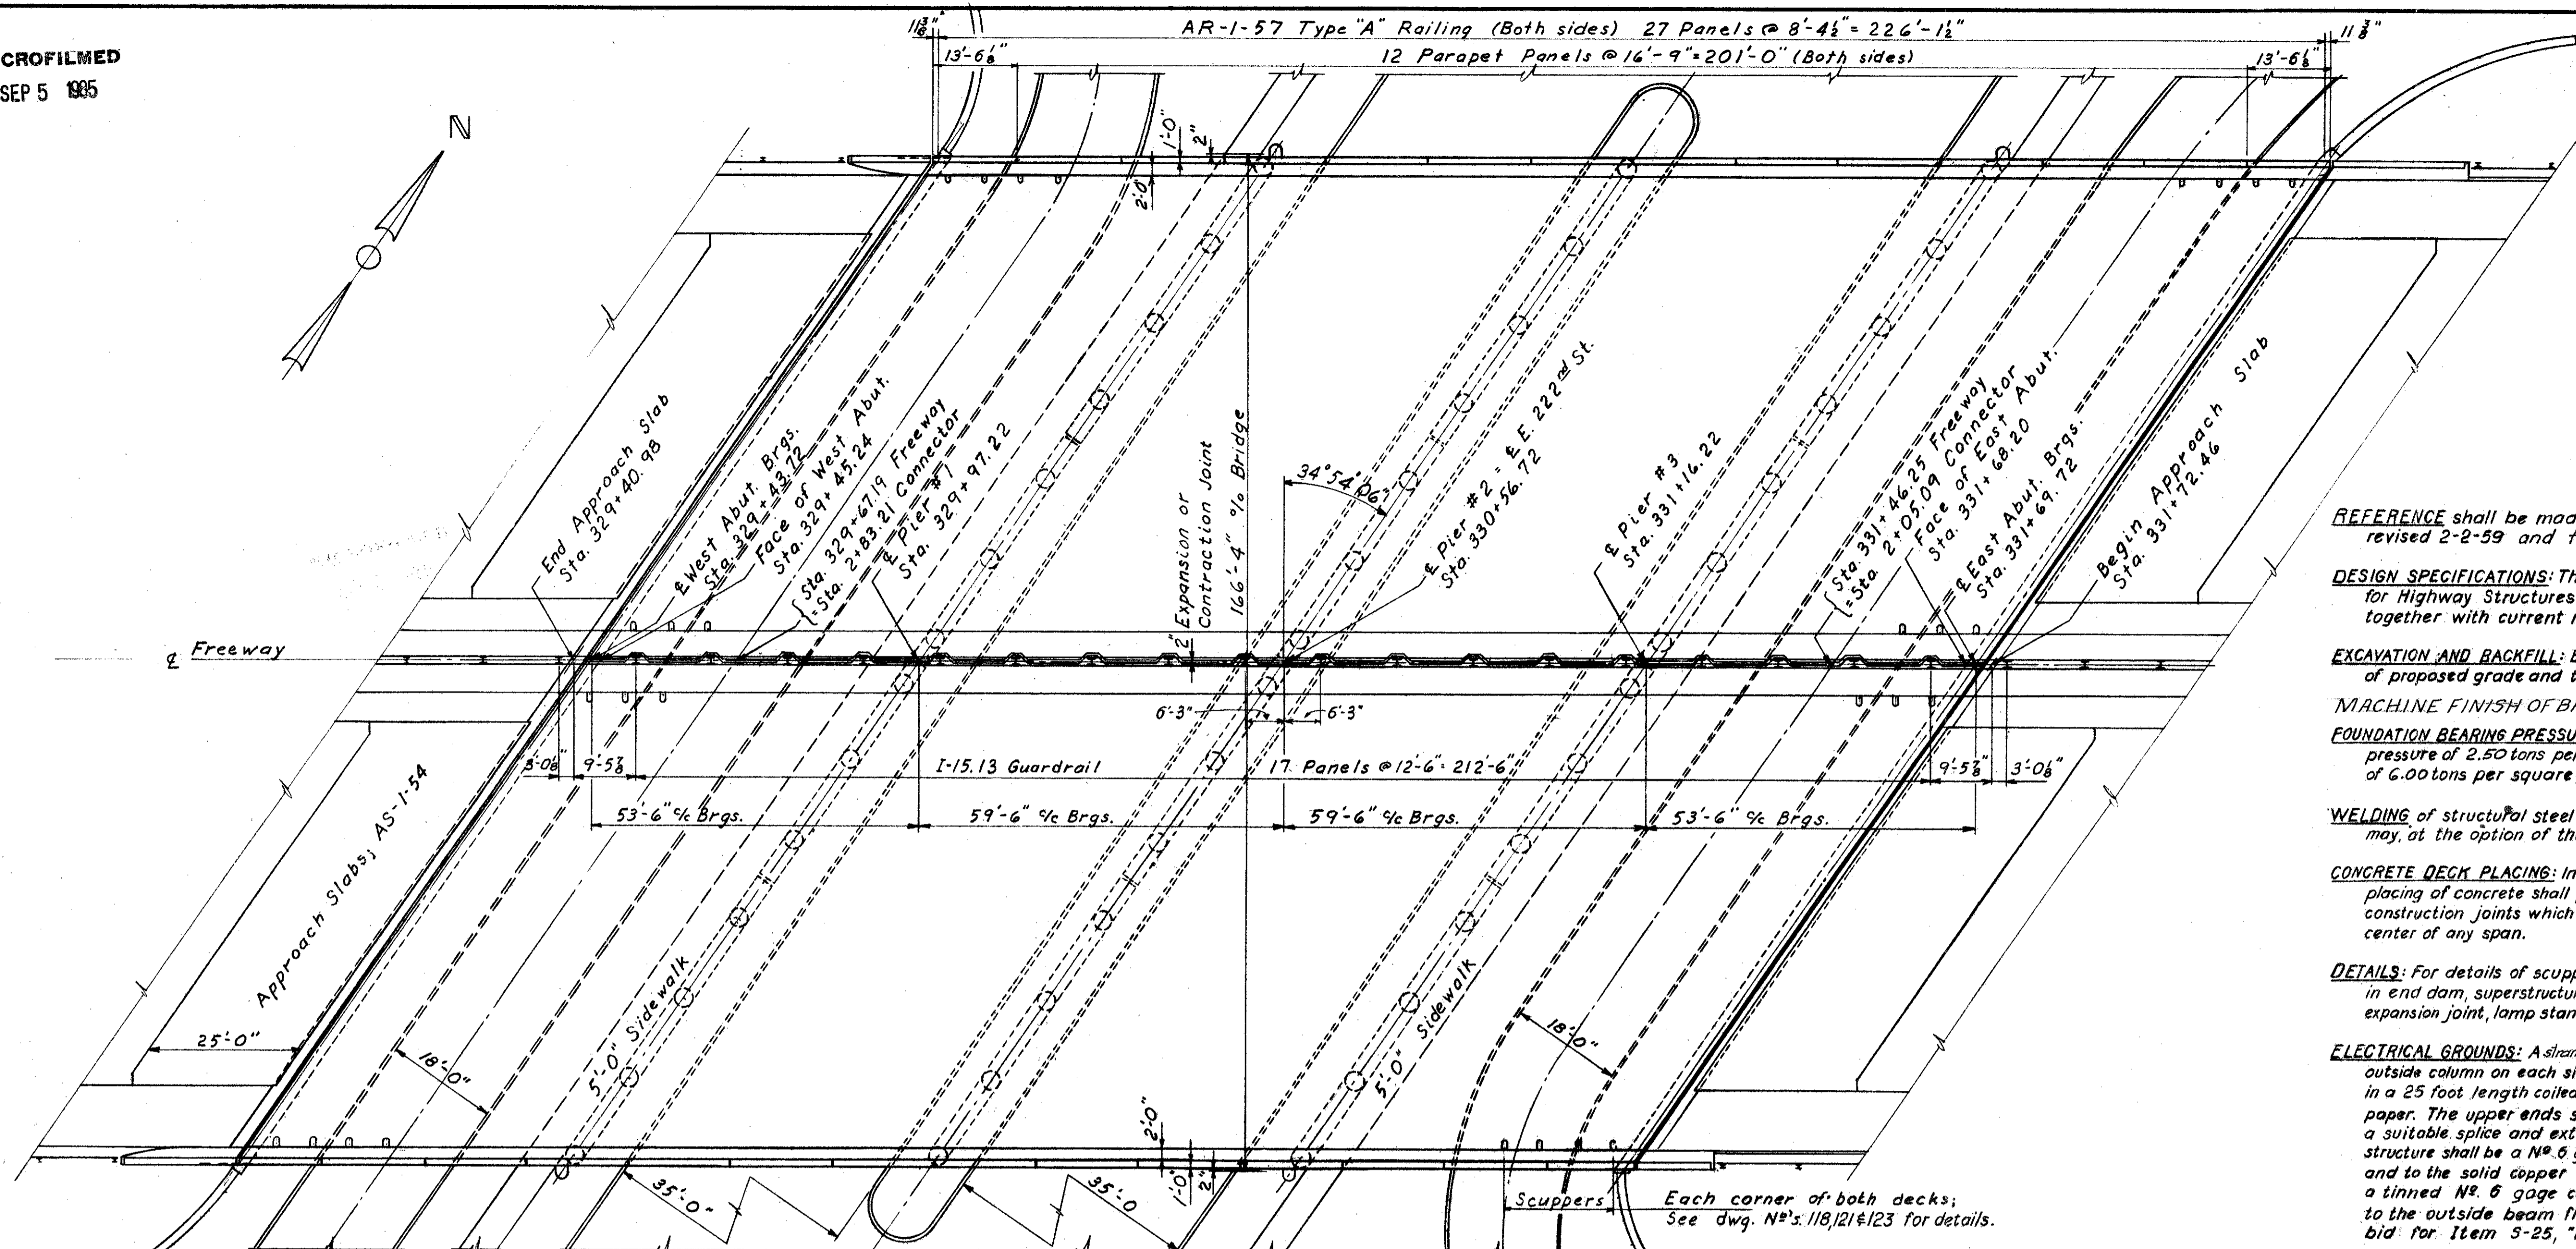 CROFILMED
SEP 5 1985
N
AR-1-57 Type "A" Railing (Both sides) 27 Panels @ 8'-4½" = 226'-1½"
12 Parapet Panels @ 16'-9" = 201'-0" (Both sides)
11⅜"
11⅜"
13'-6⅛"
13'-6⅛"
1'-0"
2"
2'-0"
End Approach Slab
Sta. 329+40.98
℄ West Abut. Brgs.
Sta. 329+43.72
Face of West Abut.
Sta. 329+45.24
Sta. 329+67.19 Freeway
=Sta. 2+83.21 Connector
℄ Pier #1
Sta. 329+97.22
2" Expansion or
Contraction Joint
166'-4" o/o Bridge
34°54'06"
℄ Pier #2 = ℄ E. 222nd St.
Sta. 330+56.72
℄ Pier #3
Sta. 331+16.22
Sta. 331+46.25 Freeway
=Sta. 2+05.09 Connector
Face of East Abut.
Sta. 331+68.20
℄ East Abut. Brgs.
Sta. 331+69.72
Begin Approach Slab
Sta. 331+72.46
℄ Freeway
6'-3"
6'-3"
3'-0⅛"
9'-5⅞"
I-15.13 Guardrail
17 Panels @ 12'-6" = 212'-6"
9'-5⅞"
3'-0⅛"
53'-6" c/c Brgs.
59'-6" c/c Brgs.
59'-6" c/c Brgs.
53'-6" c/c Brgs.
Approach Slabs; AS-1-54
25'-0"
18'-0"
5'-0" Sidewalk
5'-0" Sidewalk
18'-0"
35'-0"
35'-0
2'-0"
1'-0"
2"
Scuppers
Each corner of both decks;
See dwg. Nº's. 118,121 & 123 for details.
REFERENCE shall be mad
revised 2-2-59 and t
DESIGN SPECIFICATIONS: Th
for Highway Structures
together with current
EXCAVATION AND BACKFILL: E
of proposed grade and t
MACHINE FINISH OF BA
FOUNDATION BEARING PRESSU
pressure of 2.50 tons pe
of 6.00 tons per square
WELDING of structural steel
may, at the option of th
CONCRETE DECK PLACING: In
placing of concrete shall
construction joints which
center of any span.
DETAILS: For details of scupp
in end dam, superstructu
expansion joint, lamp stan
ELECTRICAL GROUNDS: A stran
outside column on each si
in a 25 foot length coiled
paper. The upper ends s
a suitable splice and ext
structure shall be a Nº 6 g
and to the solid copper
a tinned Nº. 6 gage c
to the outside beam fl
bid for Item S-25, "